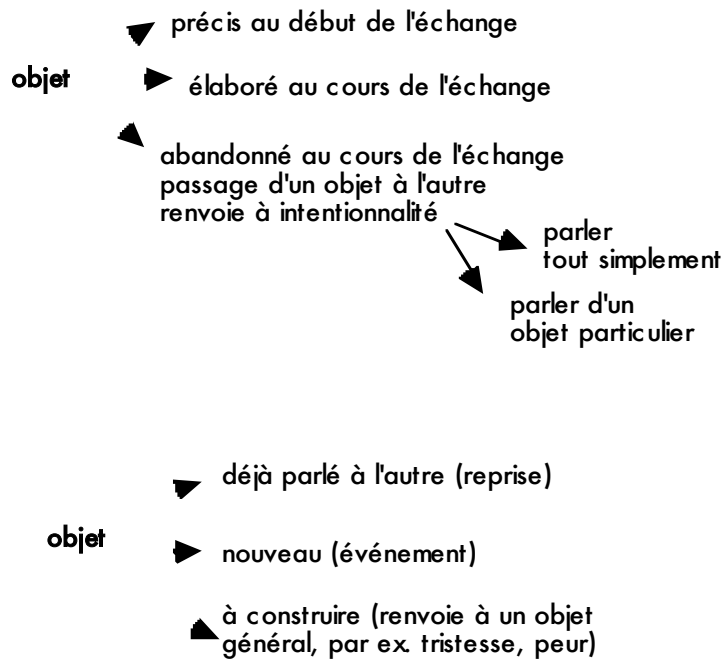 précis au début de l'échange
objet
élaboré au cours de l'échange
abandonné au cours de l'échange
passage d'un objet à l'autre
renvoie à intentionnalité
parler
tout simplement
parler d'un
objet particulier
déjà parlé à l'autre (reprise)
objet
nouveau (événement)
à construire (renvoie à un objet
général, par ex. tristesse, peur)